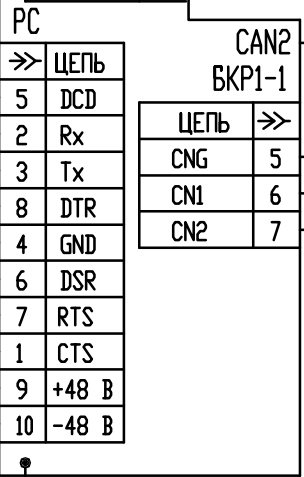 PC
ЦЕПЬ
5 DCD
2 Rx
3 Tx
8 DTR
4 GND
6 DSR
7 RTS
1 CTS
9 +48 В
10 -48 В
CAN2
БКР1-1
ЦЕПЬ
CNG 5
CN1 6
CN2 7